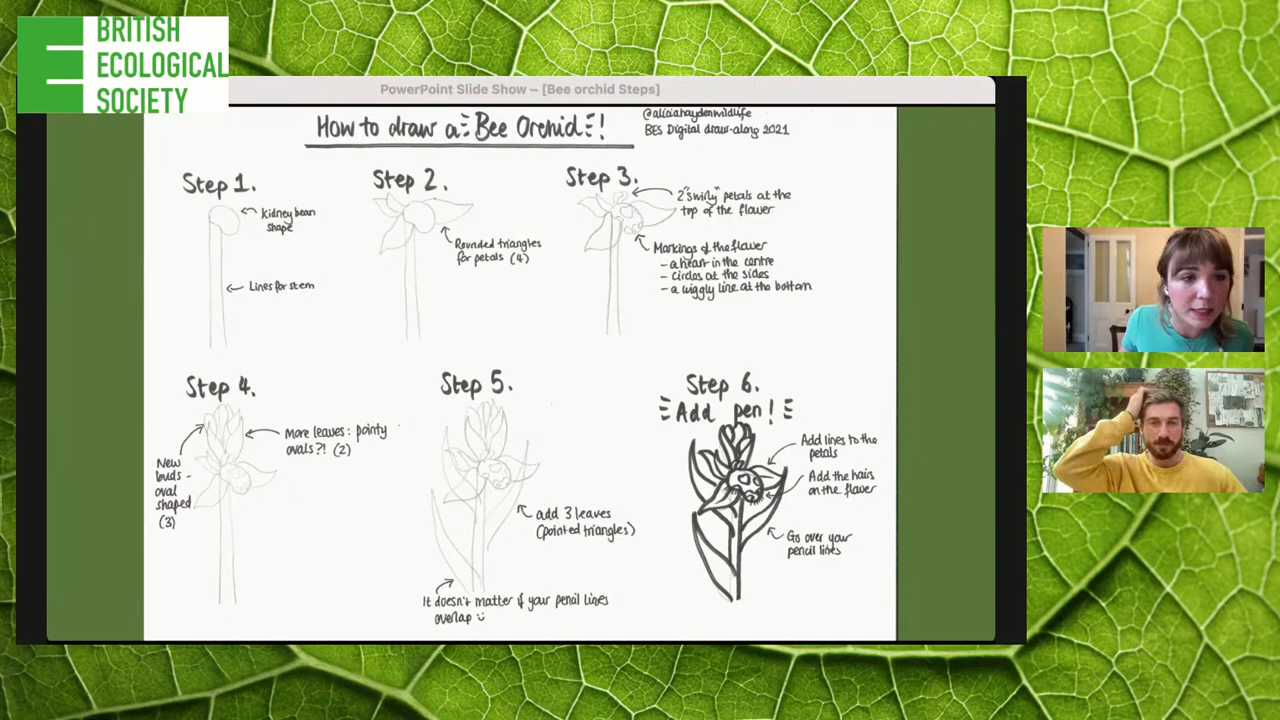 BRITISH
ECOLOGICAL
SOCIETY
PowerPoint Slide Show – [Bee orchid Steps]
How to draw a Bee Orchid!
@aliciahaydenwildlife
BES Digital draw-along 2021
Step 1.
Kidney bean
shape
Lines for stem
Step 2.
Rounded triangles
for petals (4)
Step 3.
2 "swirly" petals at the
top of the flower
Markings of the flower
- a heart in the centre
- circles at the sides
- a wiggly line at the bottom
Step 4.
New
buds -
oval
shaped
(3)
More leaves: pointy
ovals?! (2)
Step 5.
add 3 leaves
(pointed triangles)
It doesn't matter if your pencil lines
overlap :)
Step 6.
Add pen!
Add lines to the
petals
Add the hairs
on the flower
Go over your
pencil lines